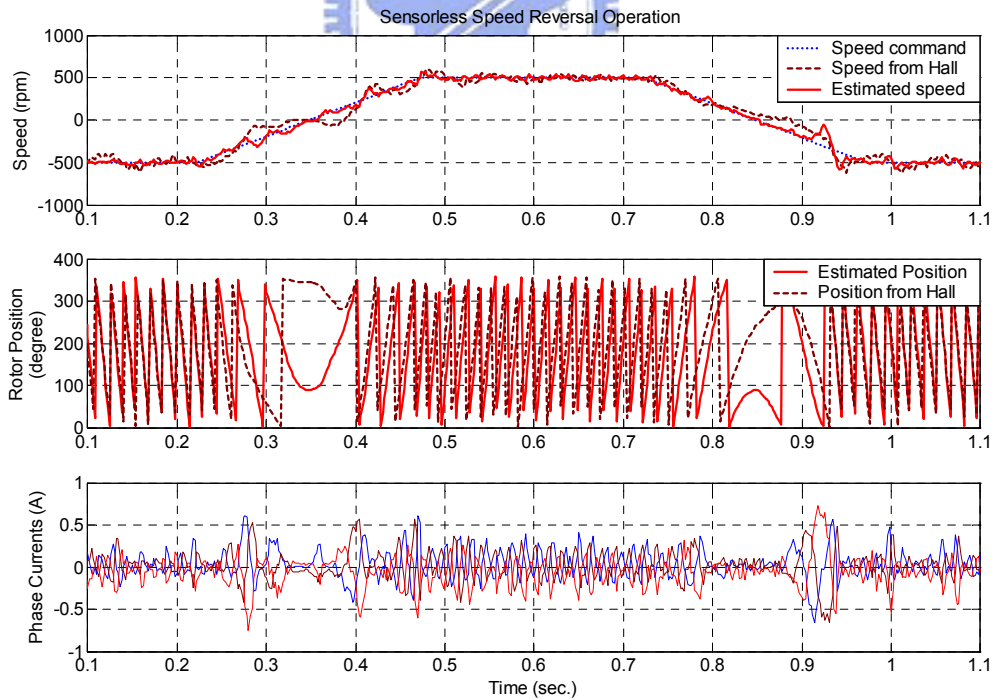 Sensorless Speed Reversal Operation
1000
500
0
-500
-1000
Speed (rpm)
Speed command
Speed from Hall
Estimated speed
0.1 0.2 0.3 0.4 0.5 0.6 0.7 0.8 0.9 1 1.1
400
300
200
100
0
Rotor Position
(degree)
Estimated Position
Position from Hall
0.1 0.2 0.3 0.4 0.5 0.6 0.7 0.8 0.9 1 1.1
1
0.5
0
-0.5
-1
Phase Currents (A)
0.1 0.2 0.3 0.4 0.5 0.6 0.7 0.8 0.9 1 1.1
Time (sec.)